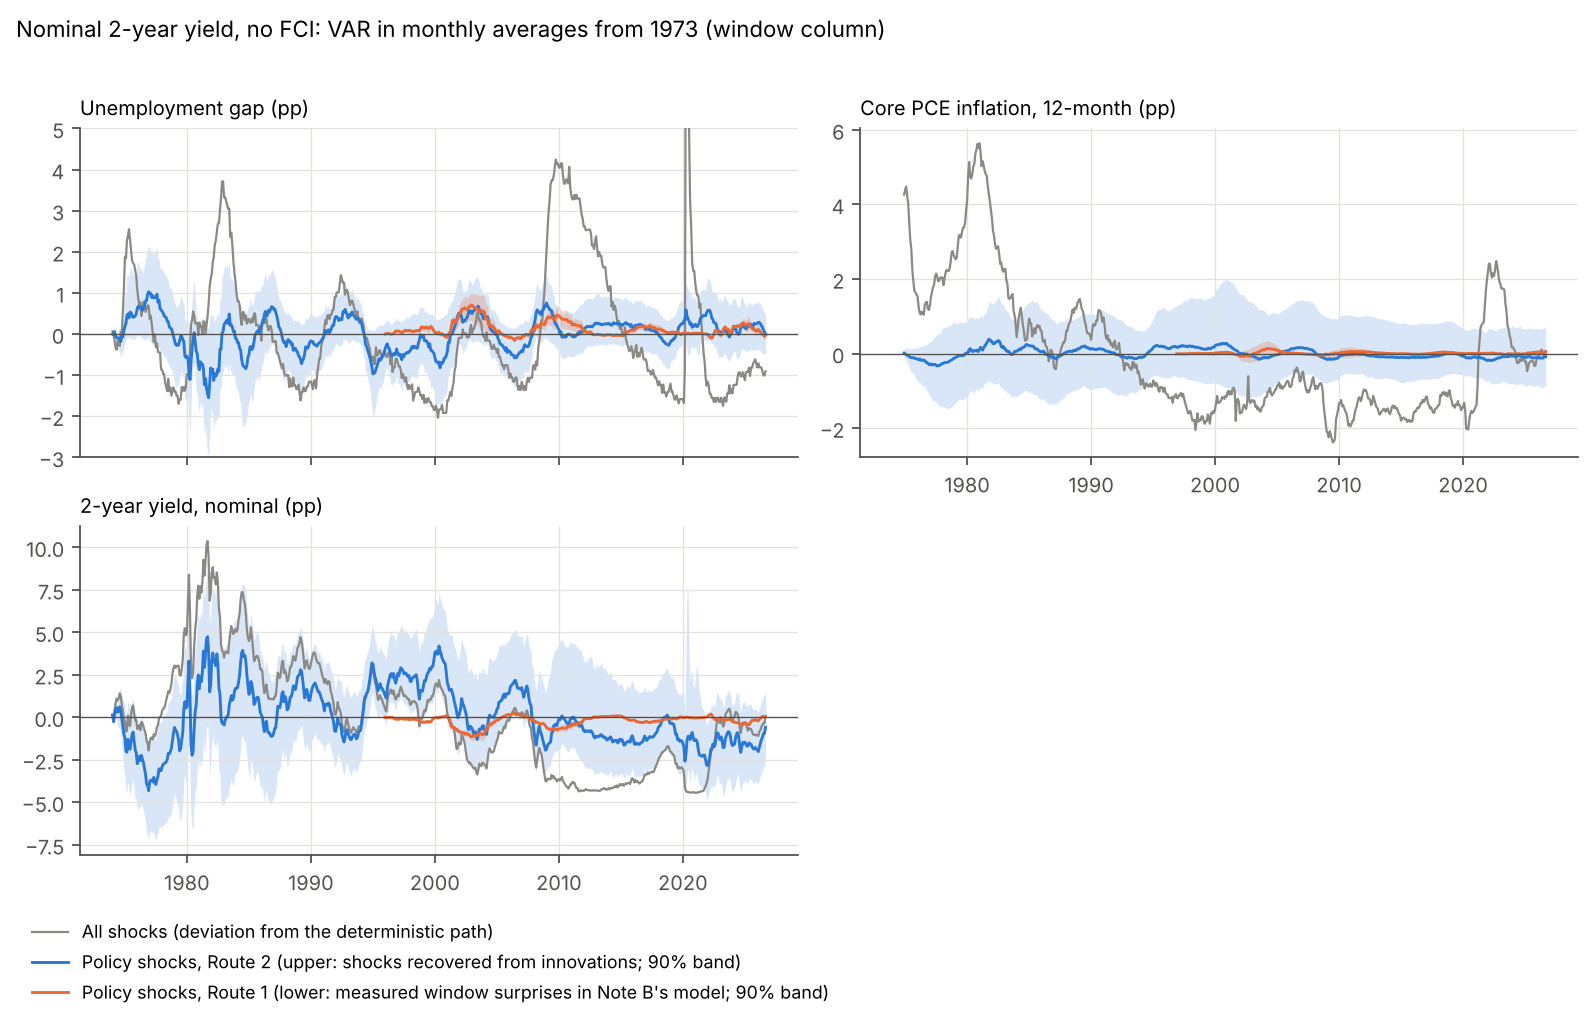 Nominal 2-year yield, no FCI: VAR in monthly averages from 1973 (window column)
Unemployment gap (pp)
5
4
3
2
1
0
−1
−2
−3
Core PCE inflation, 12-month (pp)
6
4
2
0
−2
1980 1990 2000 2010 2020
2-year yield, nominal (pp)
10.0
7.5
5.0
2.5
0.0
−2.5
−5.0
−7.5
1980 1990 2000 2010 2020
All shocks (deviation from the deterministic path)
Policy shocks, Route 2 (upper: shocks recovered from innovations; 90% band)
Policy shocks, Route 1 (lower: measured window surprises in Note B's model; 90% band)